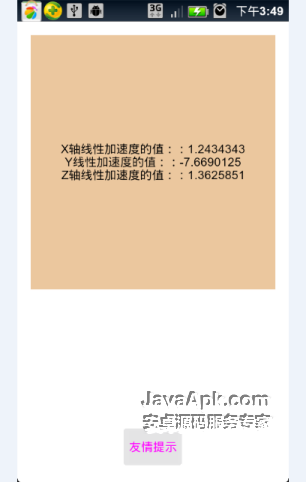 3G
下午3:49
X轴线性加速度的值：：1.2434343
Y线性加速度的值：：-7.6690125
Z轴线性加速度的值：：1.3625851
JavaApk.com
安卓源码服务专家
友情提示